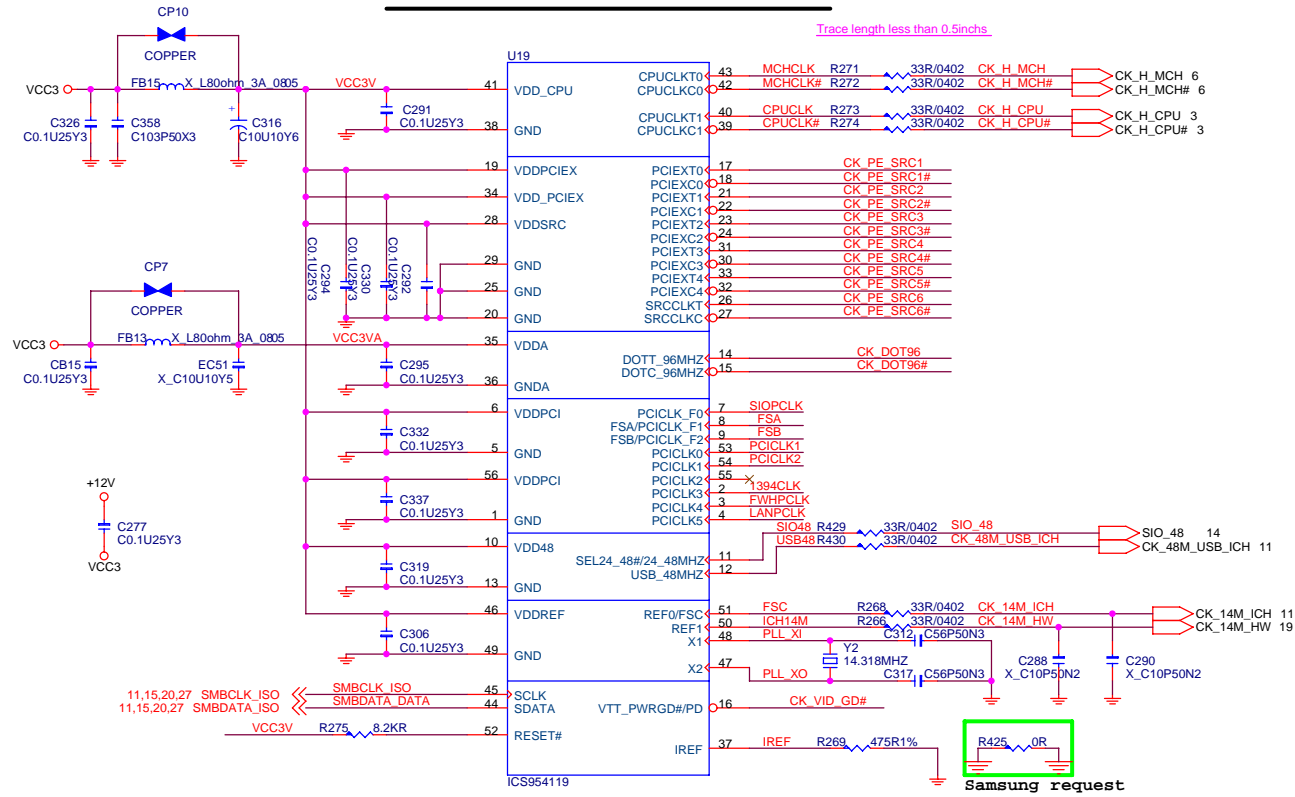 CP10
COPPER
Trace length less than 0.5inchs
U19
VCC3
FB15
X_L80ohm_3A_0805
VCC3V
C326
C0.1U25Y3
C358
C103P50X3
+
C316
C10U10Y6
C291
C0.1U25Y3
41 VDD_CPU
38 GND
CPUCLKT0 43 MCHCLK R271 33R/0402 CK_H_MCH CK_H_MCH 6
CPUCLKC0 42 MCHCLK# R272 33R/0402 CK_H_MCH# CK_H_MCH# 6
CPUCLKT1 40 CPUCLK R273 33R/0402 CK_H_CPU CK_H_CPU 3
CPUCLKC1 39 CPUCLK# R274 33R/0402 CK_H_CPU# CK_H_CPU# 3
19 VDDPCIEX
34 VDD_PCIEX
28 VDDSRC
29 GND
25 GND
20 GND
C0.1U25Y3
C294
C0.1U25Y3
C330
C0.1U25Y3
C292
PCIEXT0 17 CK_PE_SRC1
PCIEXC0 18 CK_PE_SRC1#
PCIEXT1 21 CK_PE_SRC2
PCIEXC1 22 CK_PE_SRC2#
PCIEXT2 23 CK_PE_SRC3
PCIEXC2 24 CK_PE_SRC3#
PCIEXT3 31 CK_PE_SRC4
PCIEXC3 30 CK_PE_SRC4#
PCIEXT4 33 CK_PE_SRC5
PCIEXC4 32 CK_PE_SRC5#
SRCCLKT 26 CK_PE_SRC6
SRCCLKC 27 CK_PE_SRC6#
CP7
COPPER
VCC3
FB13
X_L80ohm_3A_0805
VCC3VA
CB15
C0.1U25Y3
EC51
X_C10U10Y5
C295
C0.1U25Y3
35 VDDA
36 GNDA
DOTT_96MHZ 14 CK_DOT96
DOTC_96MHZ 15 CK_DOT96#
6 VDDPCI
C332
C0.1U25Y3
5 GND
56 VDDPCI
C337
C0.1U25Y3
1 GND
PCICLK_F0 7 SIOPCLK
FSA/PCICLK_F1 8 FSA
FSB/PCICLK_F2 9 FSB
PCICLK0 53 PCICLK1
PCICLK1 54 PCICLK2
PCICLK2 55
PCICLK3 2 1394CLK
PCICLK4 3 FWHPCLK
PCICLK5 4 LANPCLK
+12V
C277
C0.1U25Y3
VCC3
10 VDD48
C319
C0.1U25Y3
13 GND
SEL24_48#/24_48MHZ 11 SIO48 R429 33R/0402 SIO_48 SIO_48 14
USB_48MHZ 12 USB48 R430 33R/0402 CK_48M_USB_ICH CK_48M_USB_ICH 11
46 VDDREF
C306
C0.1U25Y3
49 GND
REF0/FSC 51 FSC R268 33R/0402 CK_14M_ICH CK_14M_ICH 11
REF1 50 ICH14M R266 33R/0402 CK_14M_HW CK_14M_HW 19
X1 48 PLL_XI C312 C56P50N3
Y2
14.318MHZ
X2 47 PLL_XO C317 C56P50N3
C288
X_C10P50N2
C290
X_C10P50N2
11,15,20,27 SMBCLK_ISO SMBCLK_ISO 45 SCLK
11,15,20,27 SMBDATA_ISO SMBDATA_DATA 44 SDATA
VCC3V R275 8.2KR 52 RESET#
VTT_PWRGD#/PD 16 CK_VID_GD#
IREF 37 IREF R269 475R1%
R425 0R
Samsung request
ICS954119